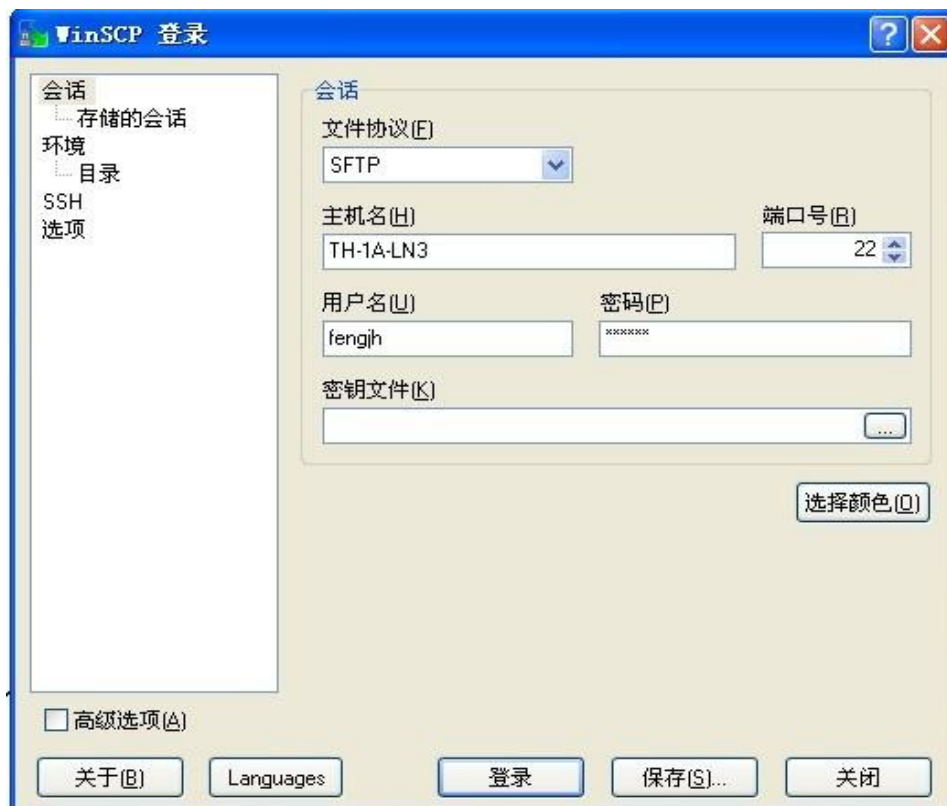 WinSCP 登录
会话
存储的会话
环境
目录
SSH
选项
会话
文件协议(F)
SFTP
主机名(H) 端口号(R)
TH-1A-LN3 22
用户名(U) 密码(P)
fengjh ******
密钥文件(K)
...
选择颜色(O)
高级选项(A)
关于(B) Languages 登录 保存(S)... 关闭